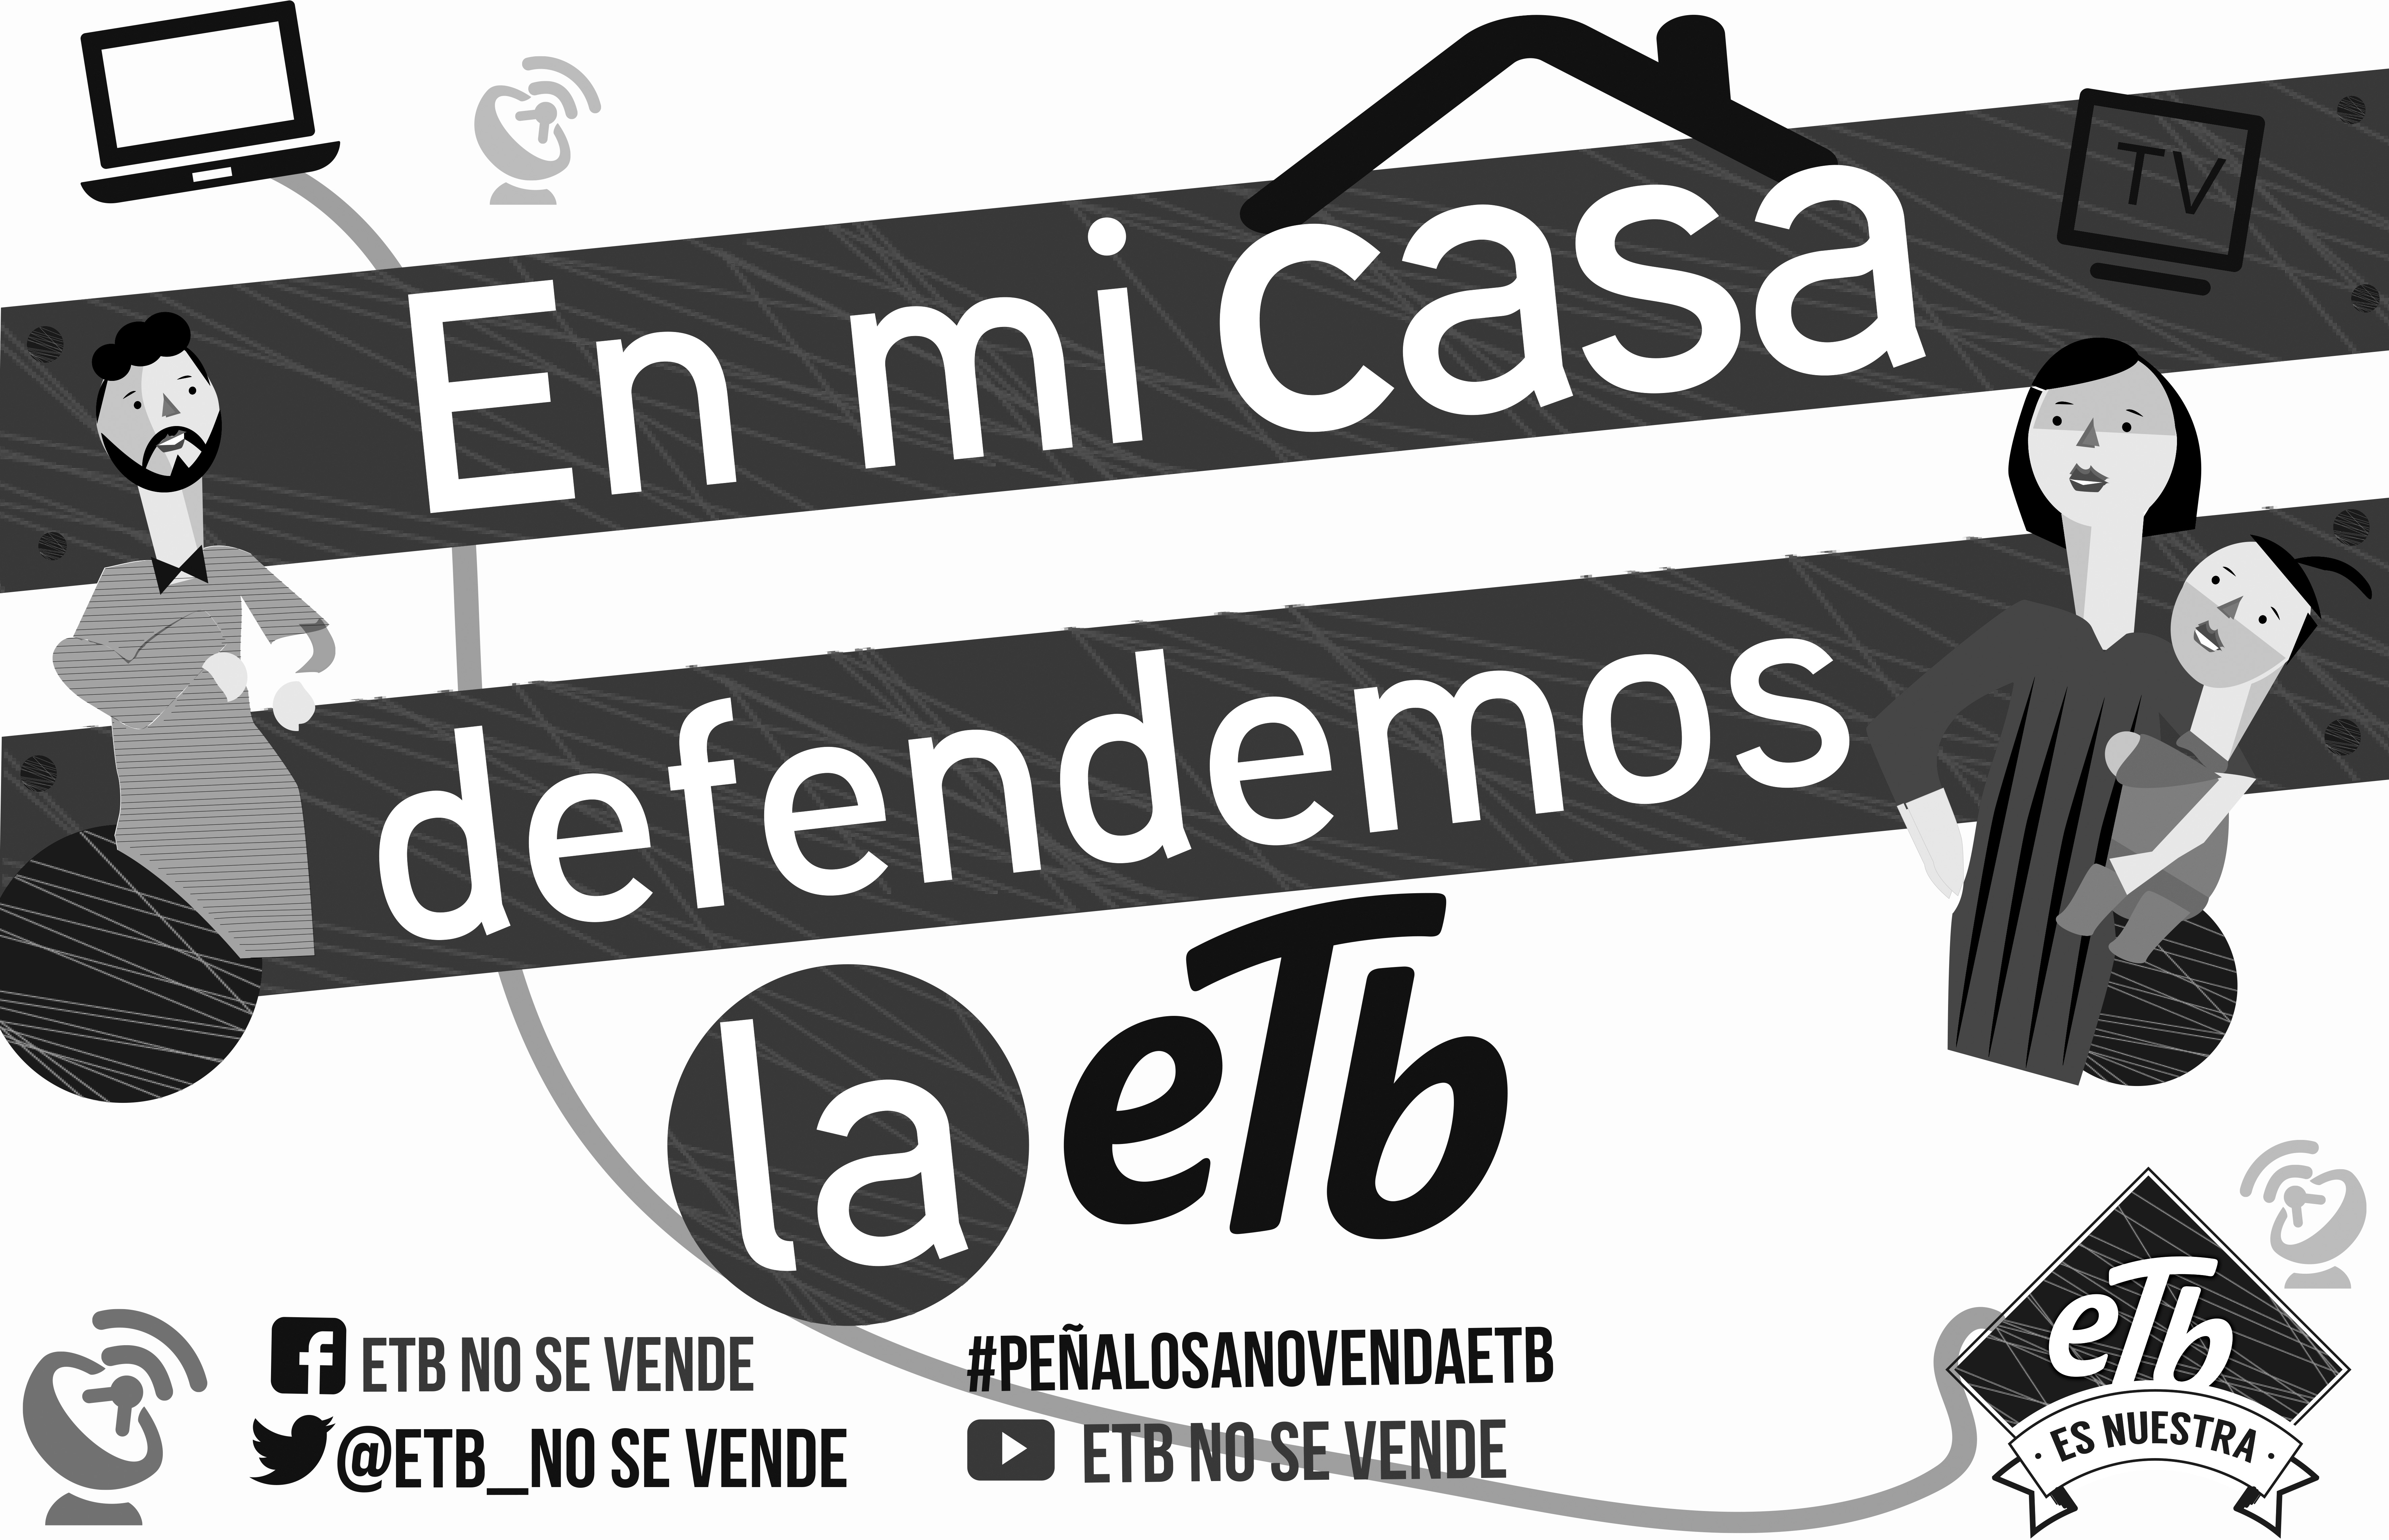 TV
En mi casa
defendemos
la eTb
ETB NO SE VENDE
@ETB_NO SE VENDE
#PEÑALOSANOVENDAETB
ETB NO SE VENDE
eTb
· ES NUESTRA ·